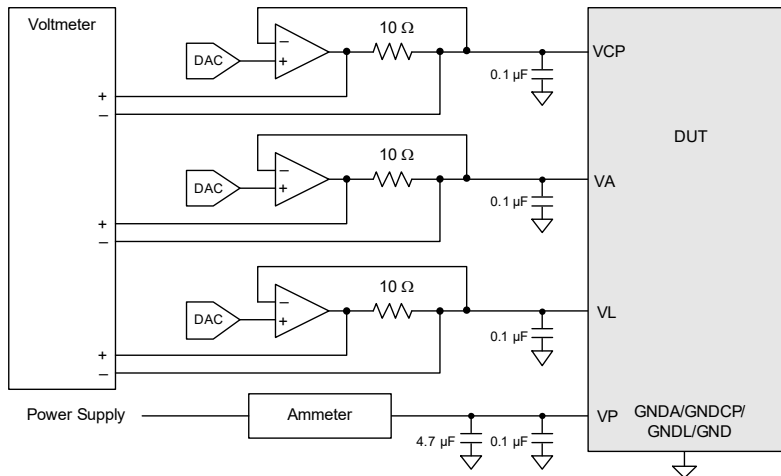 Voltmeter
10 Ω
DAC
−
+
VCP
0.1 µF
+
−
DUT
10 Ω
DAC
−
+
VA
0.1 µF
+
−
10 Ω
DAC
−
+
VL
0.1 µF
+
−
Power Supply
Ammeter
VP
4.7 µF
0.1 µF
GNDA/GNDCP/
GNDL/GND